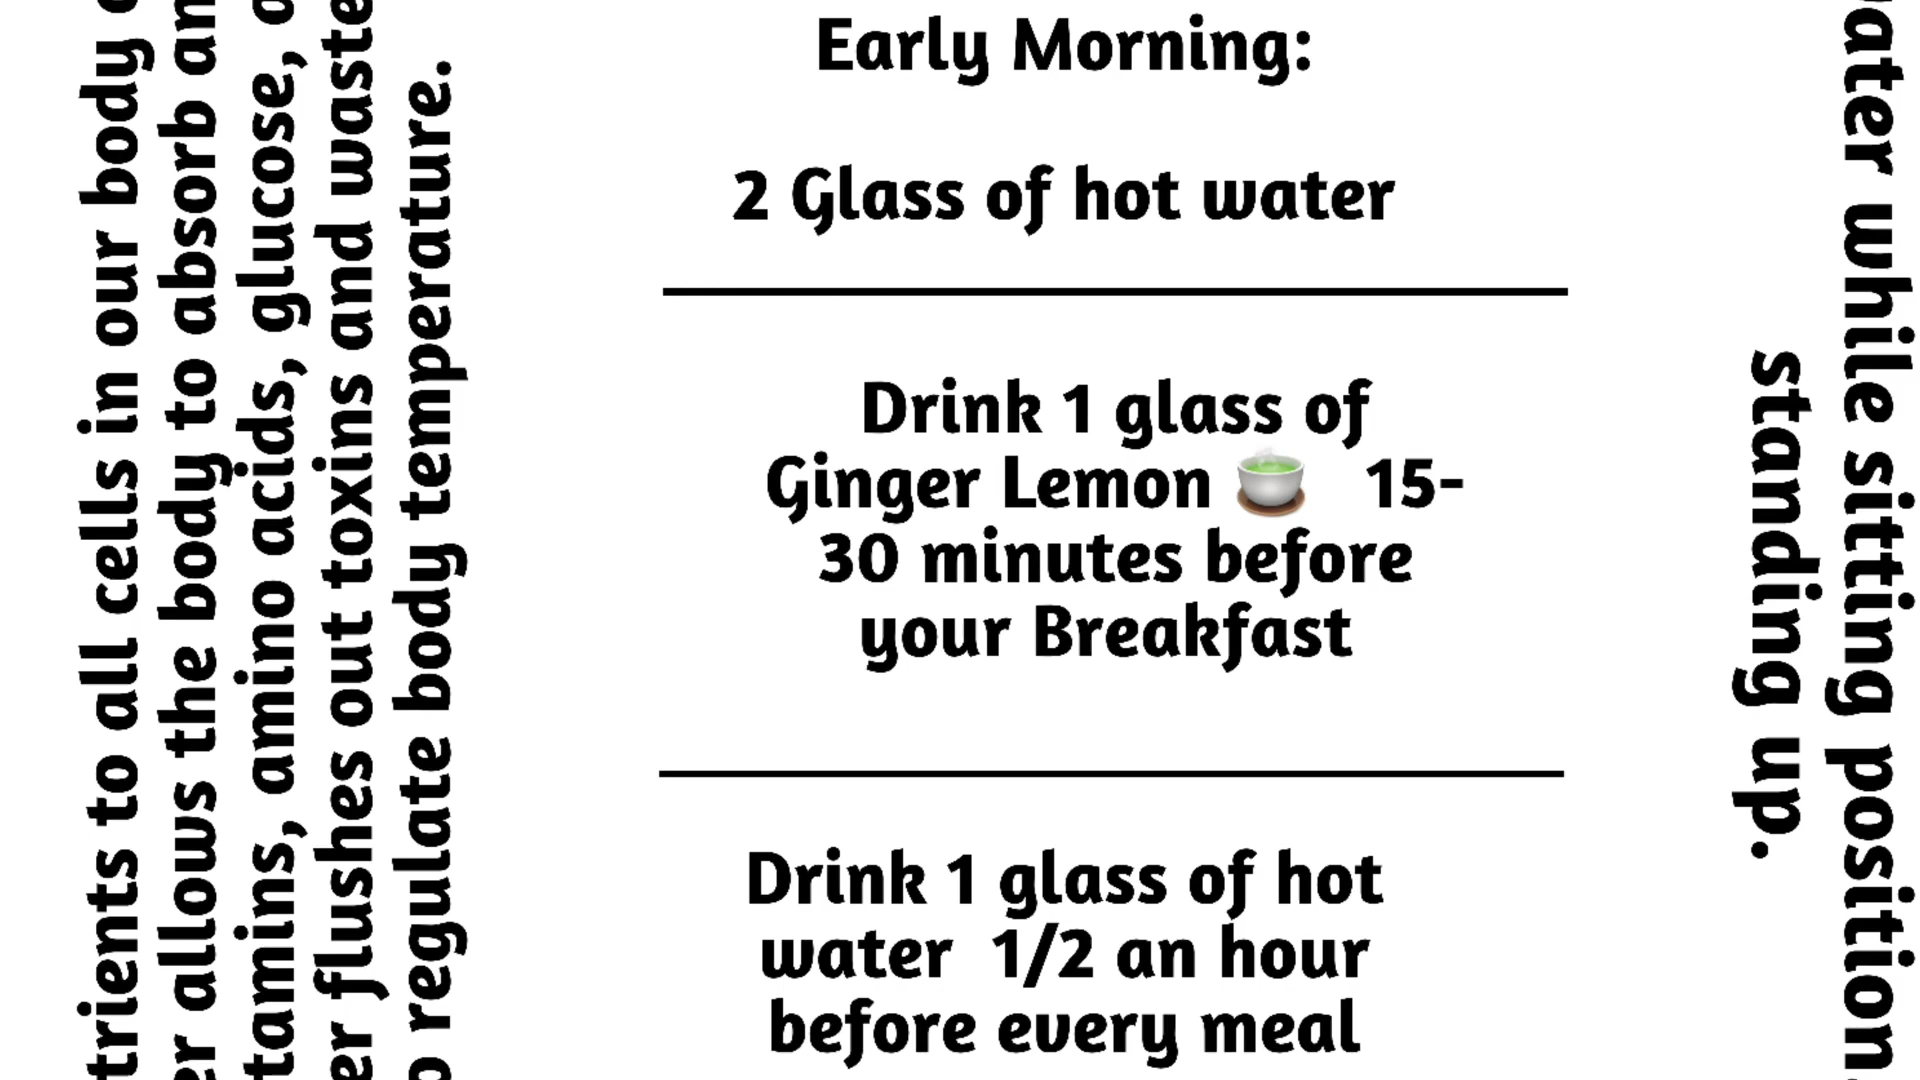 trients to all cells in our body
er allows the body to absorb an
tamins, amino acids, glucose,
er flushes out toxins and waste
regulate body temperature.
Early Morning:
2 Glass of hot water
Drink 1 glass of
Ginger Lemon 🍵 15-
30 minutes before
your Breakfast
Drink 1 glass of hot
water 1/2 an hour
before every meal
ater while sitting position
standing up.